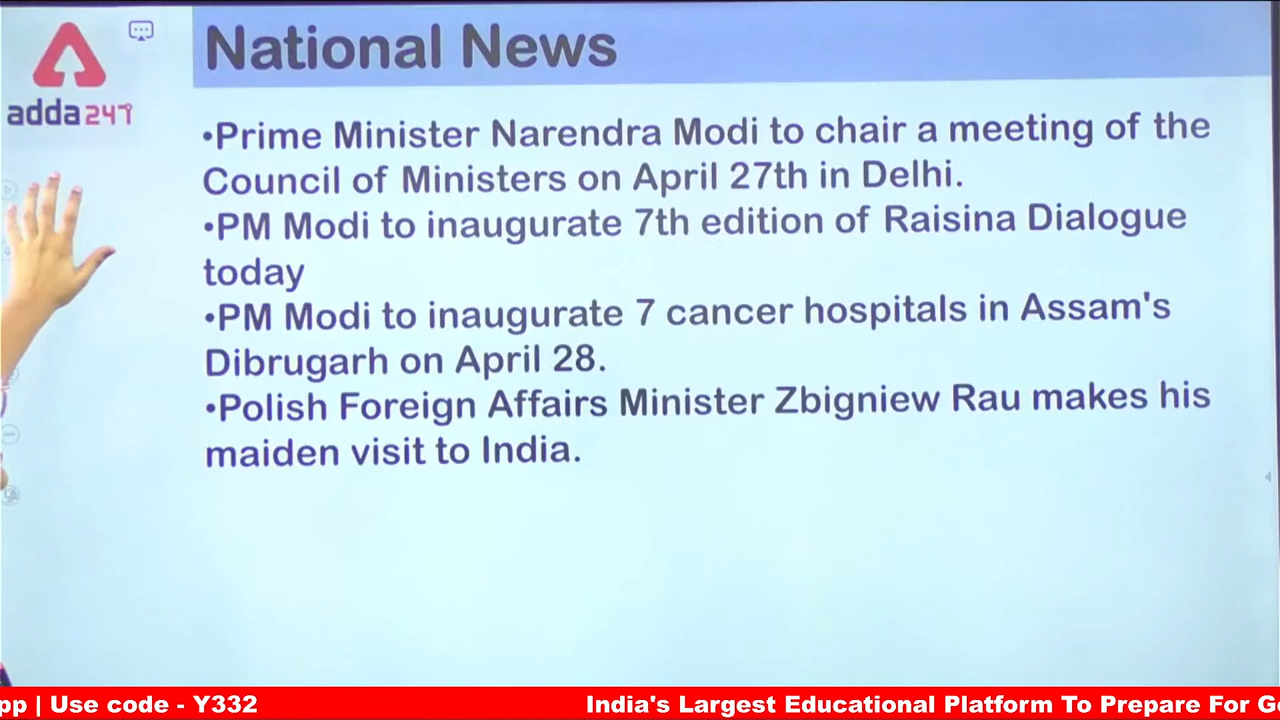 adda247
National News
•Prime Minister Narendra Modi to chair a meeting of the
Council of Ministers on April 27th in Delhi.
•PM Modi to inaugurate 7th edition of Raisina Dialogue
today
•PM Modi to inaugurate 7 cancer hospitals in Assam's
Dibrugarh on April 28.
•Polish Foreign Affairs Minister Zbigniew Rau makes his
maiden visit to India.
pp | Use code - Y332 India's Largest Educational Platform To Prepare For G